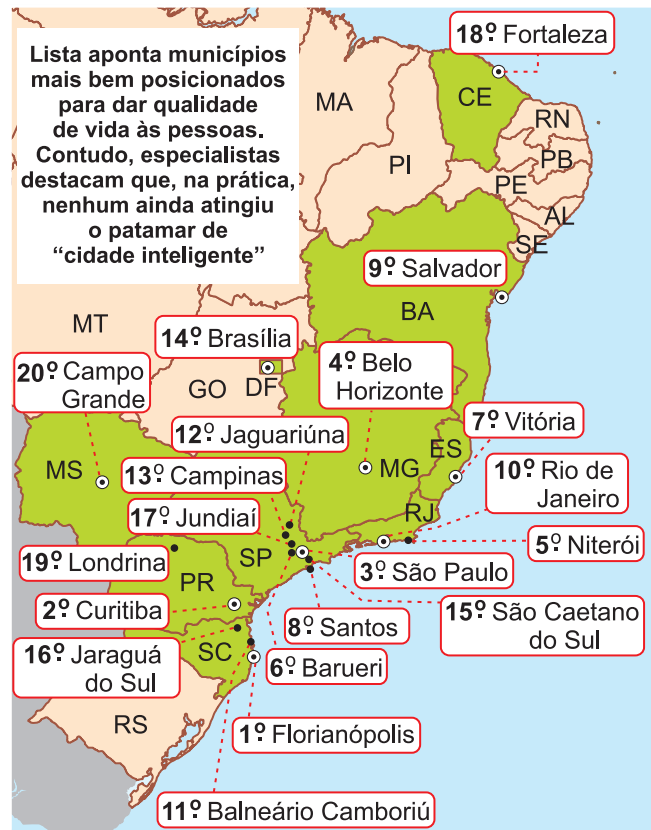 Lista aponta municípios
mais bem posicionados
para dar qualidade
de vida às pessoas.
Contudo, especialistas
destacam que, na prática,
nenhum ainda atingiu
o patamar de
“cidade inteligente”
18º Fortaleza
CE
MA
RN
PB
PI
PE
AL
SE
9º Salvador
BA
MT
14º Brasília
20º Campo
Grande
GO
DF
4º Belo
Horizonte
12º Jaguariúna
7º Vitória
ES
MS
MG
13º Campinas
10º Rio de
Janeiro
17º Jundiaí
RJ
SP
5º Niterói
19º Londrina
3º São Paulo
PR
2º Curitiba
8º Santos
15º São Caetano
do Sul
16º Jaraguá
do Sul
SC
6º Barueri
RS
1º Florianópolis
11º Balneário Camboriú